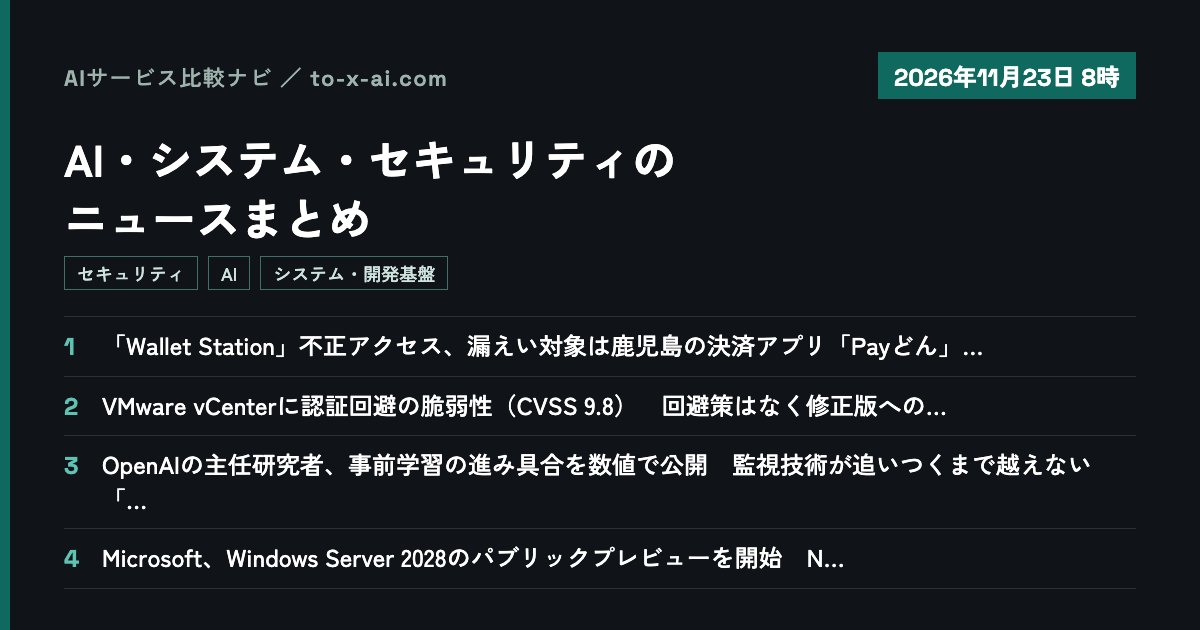 AIサービス比較ナビ ／ to-x-ai.com
2026年11月23日 8時
AI・システム・セキュリティの
ニュースまとめ
セキュリティ
AI
システム・開発基盤
1 「Wallet Station」不正アクセス、漏えい対象は鹿児島の決済アプリ「Payどん」…
2 VMware vCenterに認証回避の脆弱性（CVSS 9.8）　回避策はなく修正版への…
3 OpenAIの主任研究者、事前学習の進み具合を数値で公開　監視技術が追いつくまで越えない
「…
4 Microsoft、Windows Server 2028のパブリックプレビューを開始　N…